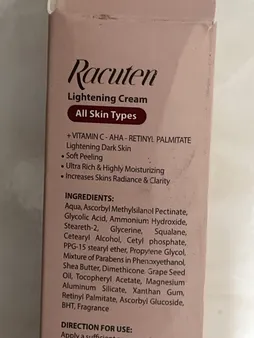 Racuten
Lightening Cream
All Skin Types
+ VITAMIN C - AHA - RETINYL PALMITATE
Lightening Dark Skin
• Soft Peeling
• Ultra Rich & Highly Moisturizing
• Increases Skins Radiance & Clarity
INGREDIENTS:
Aqua, Ascorbyl Methylsilanol Pectinate,
Glycolic Acid, Ammonium Hydroxide,
Steareth-2, Glycerine, Squalane,
Cetearyl Alcohol, Cetyl phosphate,
PPG-15 stearyl ether, Propylene Glycol,
Mixture of Parabens in Phenoxyethanol,
Shea Butter, Dimethicone Grape Seed
Oil, Tocopheryl Acetate, Magnesium
Aluminum Silicate, Xanthan Gum,
Retinyl Palmitate, Ascorbyl Glucoside,
BHT, Fragrance
DIRECTION FOR USE:
Apply a sufficient